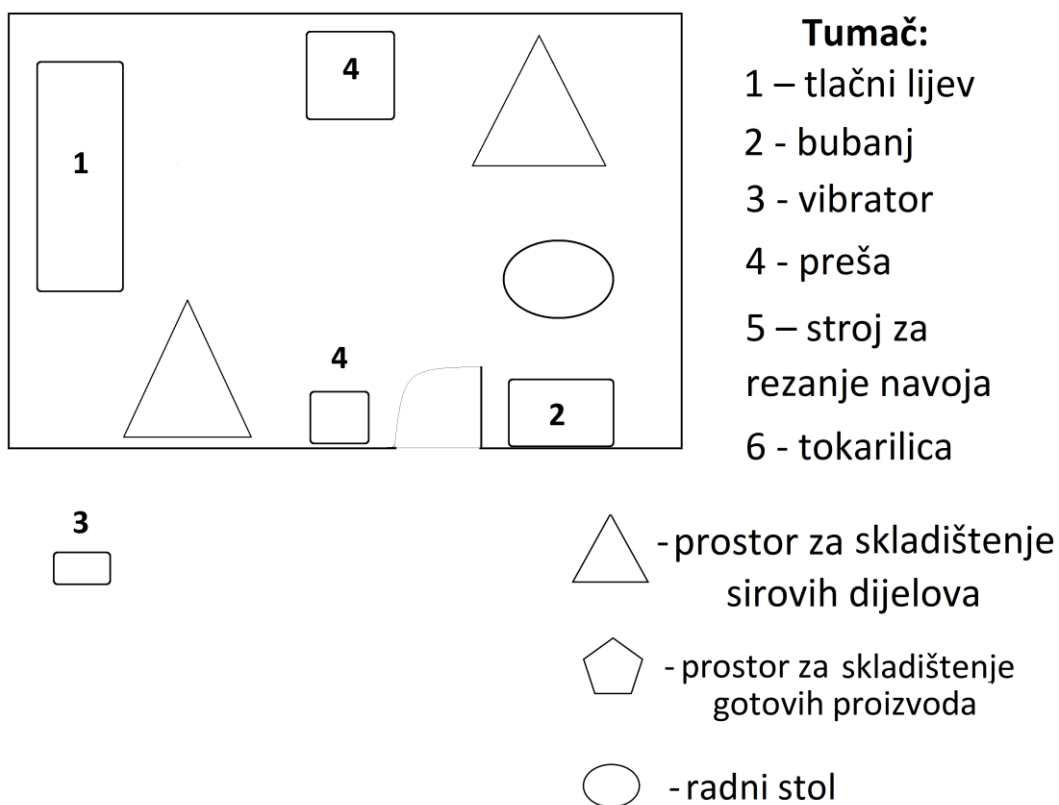 4
1
4
2
3
Tumač:
1 – tlačni lijev
2 - bubanj
3 - vibrator
4 - preša
5 – stroj za
rezanje navoja
6 - tokarilica
- prostor za skladištenje
sirovih dijelova
- prostor za skladištenje
gotovih proizvoda
- radni stol